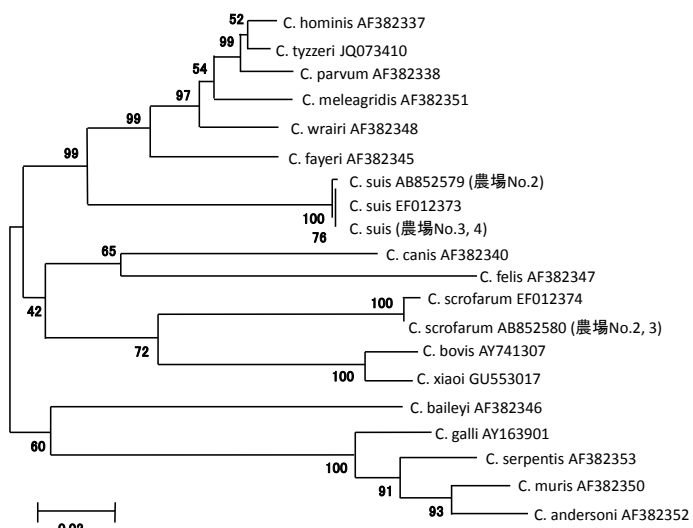 52
C. hominis AF382337
99
C. tyzzeri JQ073410
54
C. parvum AF382338
97
C. meleagridis AF382351
99
C. wrairi AF382348
99
C. fayeri AF382345
C. suis AB852579 (農場No.2)
C. suis EF012373
100
C. suis (農場No.3, 4)
76
65
C. canis AF382340
C. felis AF382347
42
100
C. scrofarum EF012374
C. scrofarum AB852580 (農場No.2, 3)
72
C. bovis AY741307
100
C. xiaoi GU553017
C. baileyi AF382346
60
C. galli AY163901
100
C. serpentis AF382353
91
C. muris AF382350
93
C. andersoni AF382352